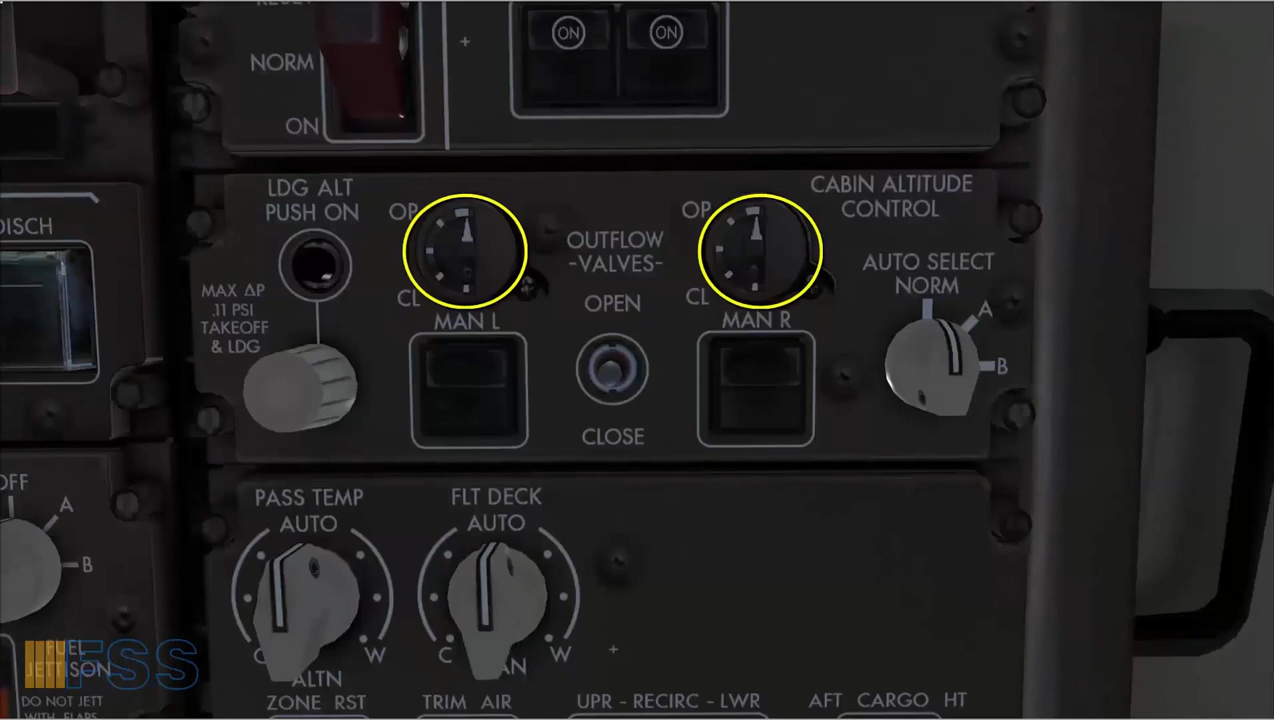 RESET
NORM
ON
ON
ON
DISCH
LDG ALT
PUSH ON
MAX ΔP
.11 PSI
TAKEOFF
& LDG
OP
CL
MAN L
OUTFLOW
-VALVES-
OPEN
CLOSE
OP
CL
MAN R
CABIN ALTITUDE
CONTROL
AUTO SELECT
NORM
A
B
OFF
A
B
PASS TEMP
AUTO
C
W
ALTN
FLT DECK
AUTO
C
W
MAN
FUEL
JETTISON
DO NOT JETT
WITH FLAPS
FSS
ZONE RST
TRIM AIR
UPR - RECIRC - LWR
AFT CARGO HT